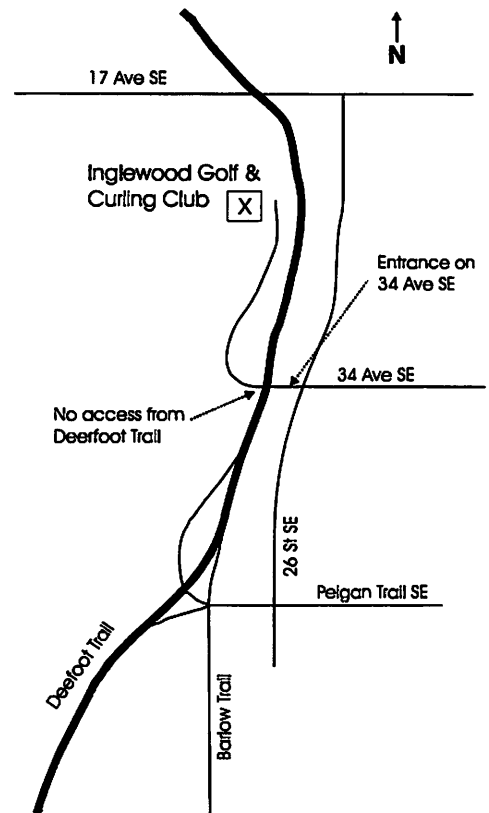 N
17 Ave SE
Inglewood Golf &
Curling Club
X
Entrance on
34 Ave SE
34 Ave SE
No access from
Deerfoot Trail
26 St SE
Peigan Trail SE
Deefoot Trail
Barlow Trail